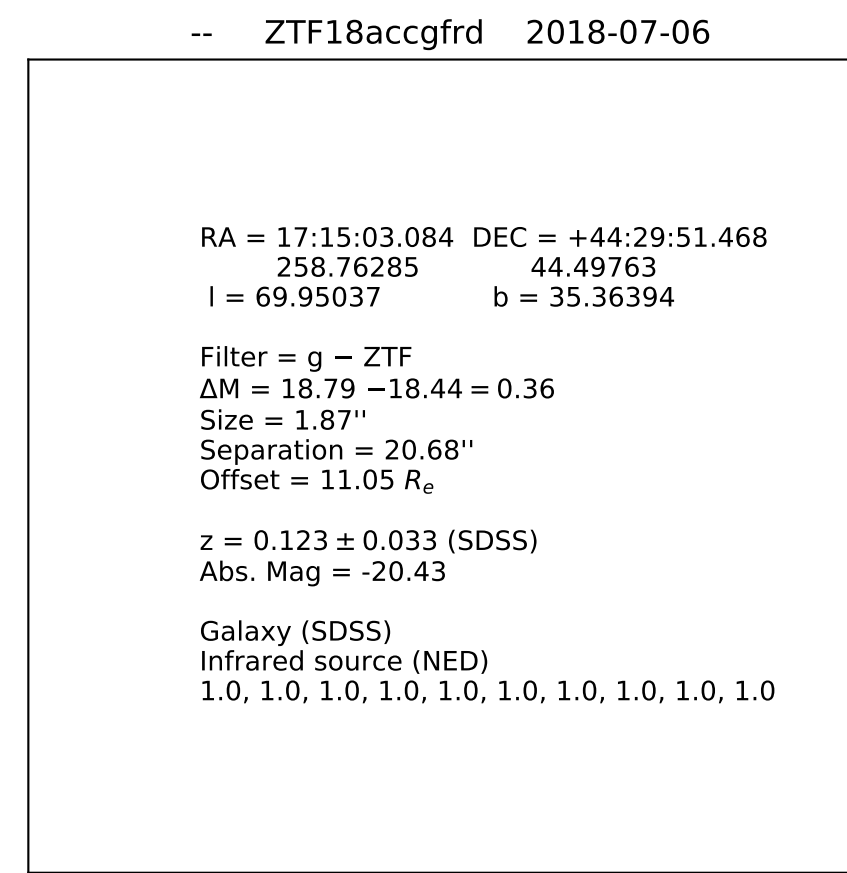 -- ZTF18accgfrd 2018-07-06
RA = 17:15:03.084 DEC = +44:29:51.468
258.76285 44.49763
l = 69.95037 b = 35.36394
Filter = g − ZTF
ΔM = 18.79 −18.44 = 0.36
Size = 1.87''
Separation = 20.68''
Offset = 11.05 Re
z = 0.123 ± 0.033 (SDSS)
Abs. Mag = -20.43
Galaxy (SDSS)
Infrared source (NED)
1.0, 1.0, 1.0, 1.0, 1.0, 1.0, 1.0, 1.0, 1.0, 1.0